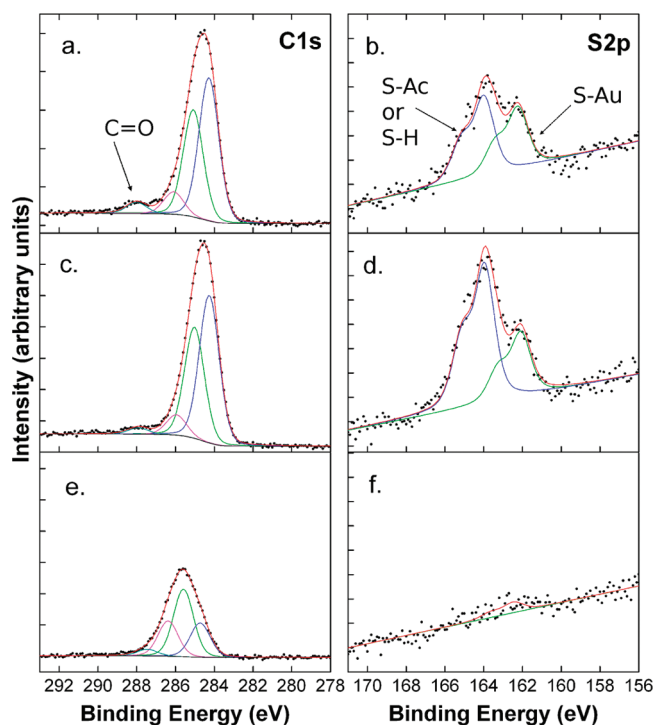 a.
C1s
C=O
b.
S2p
S-Ac
or
S-H
S-Au
c.
d.
e.
f.
Intensity (arbitrary units)
292 290 288 286 284 282 280 278
170 168 166 164 162 160 158 156
Binding Energy (eV)
Binding Energy (eV)